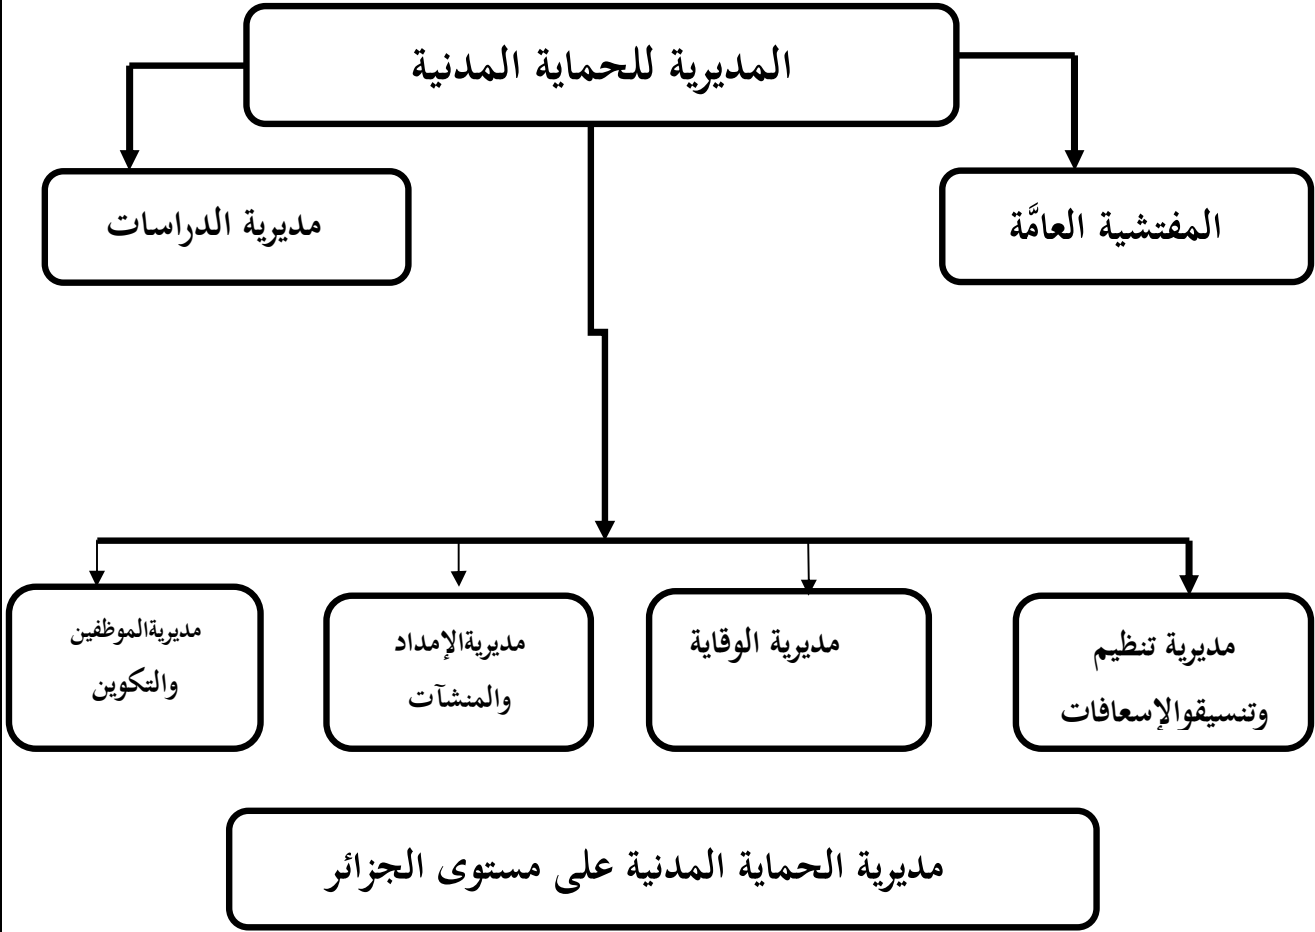 المديرية للحماية المدنية
المفتشية العامَّة
مديرية الدراسات
مديرية تنظيم
وتنسيقوالإسعافات
مديرية الوقاية
مديريةالإمداد
والمنشآت
مديريةالموظفين
والتكوين
مديرية الحماية المدنية على مستوى الجزائر